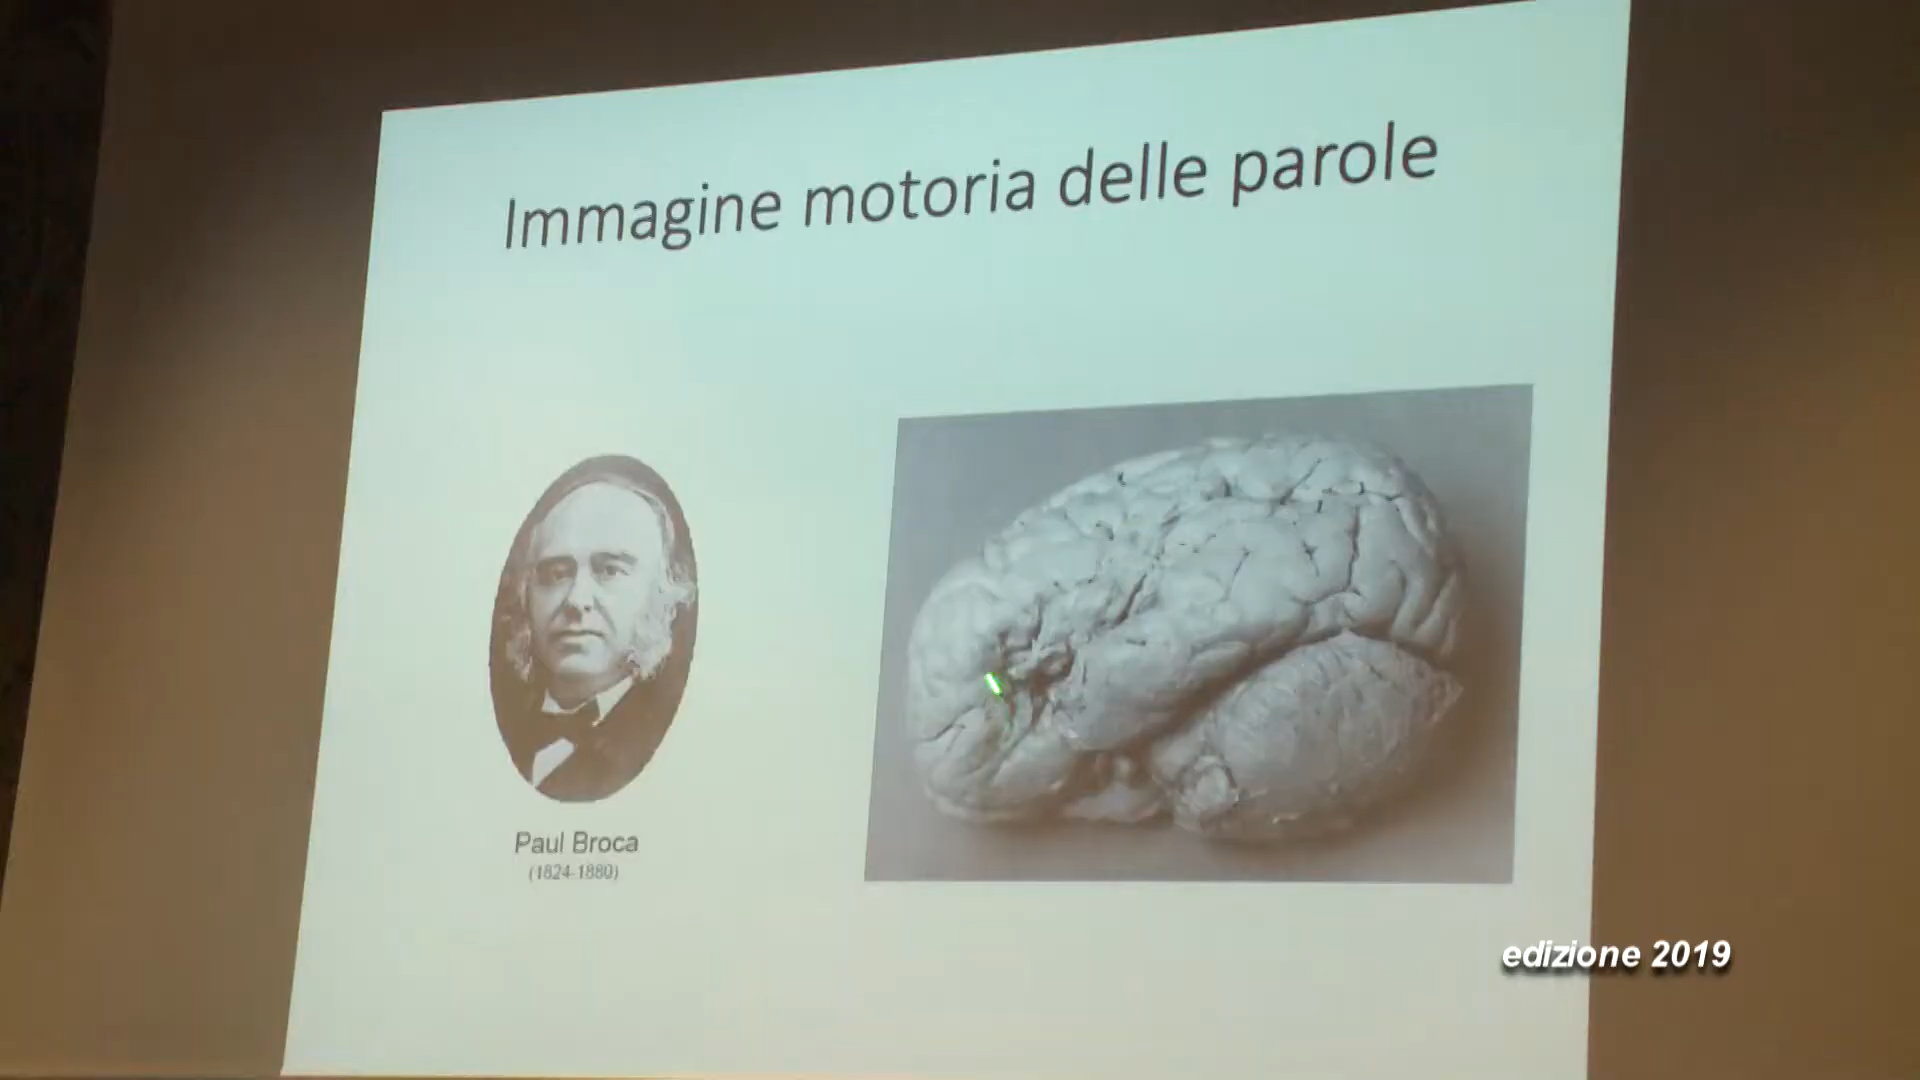 Immagine motoria delle parole
Paul Broca
(1824-1880)
edizione 2019